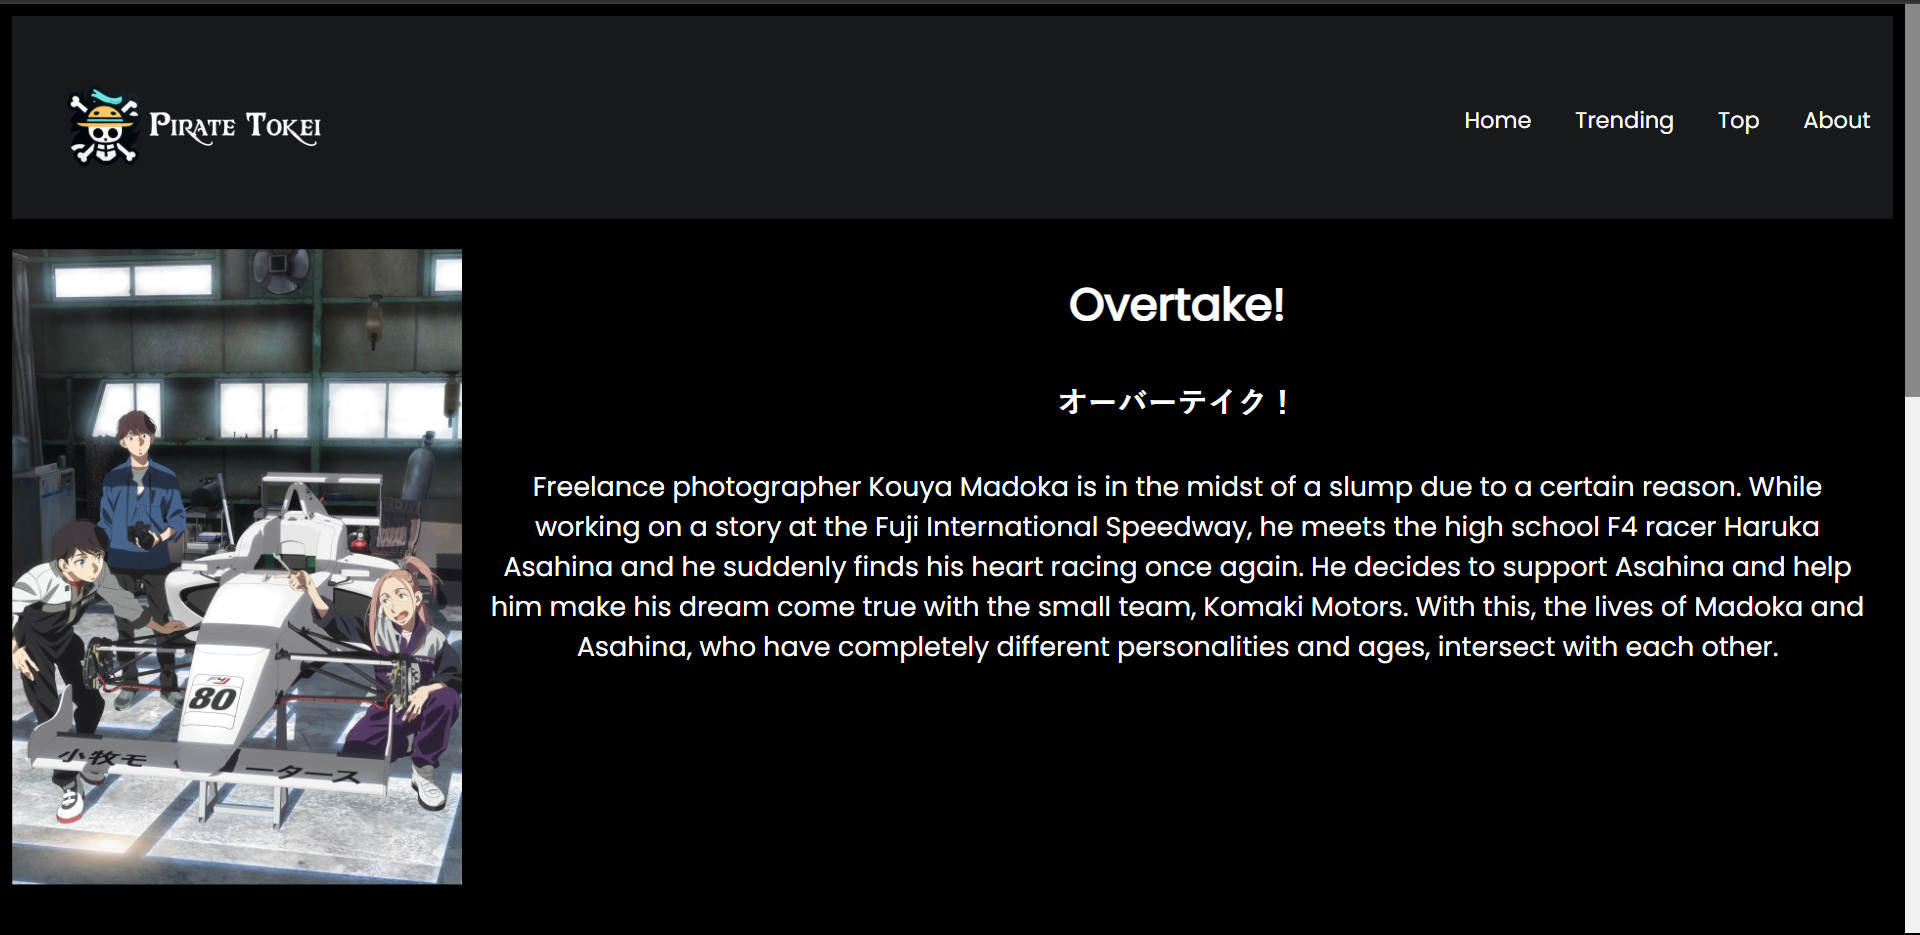 Pirate Tokei
Home Trending Top About
Overtake!
オーバーテイク！
Freelance photographer Kouya Madoka is in the midst of a slump due to a certain reason. While
working on a story at the Fuji International Speedway, he meets the high school F4 racer Haruka
Asahina and he suddenly finds his heart racing once again. He decides to support Asahina and help
him make his dream come true with the small team, Komaki Motors. With this, the lives of Madoka and
Asahina, who have completely different personalities and ages, intersect with each other.
80
小牧モ ータース